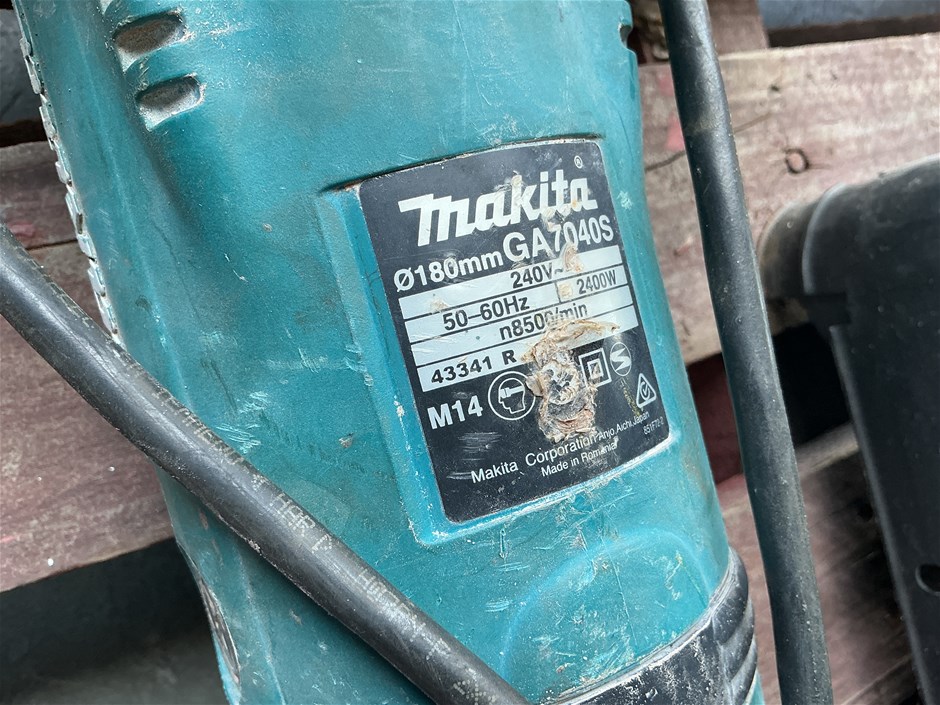 makita®
Ø180mm GA7040S
240V~
50–60Hz 2400W
n8500/min
43341 R
M14
Makita Corporation Anjo, Aichi, Japan
Made in Romania